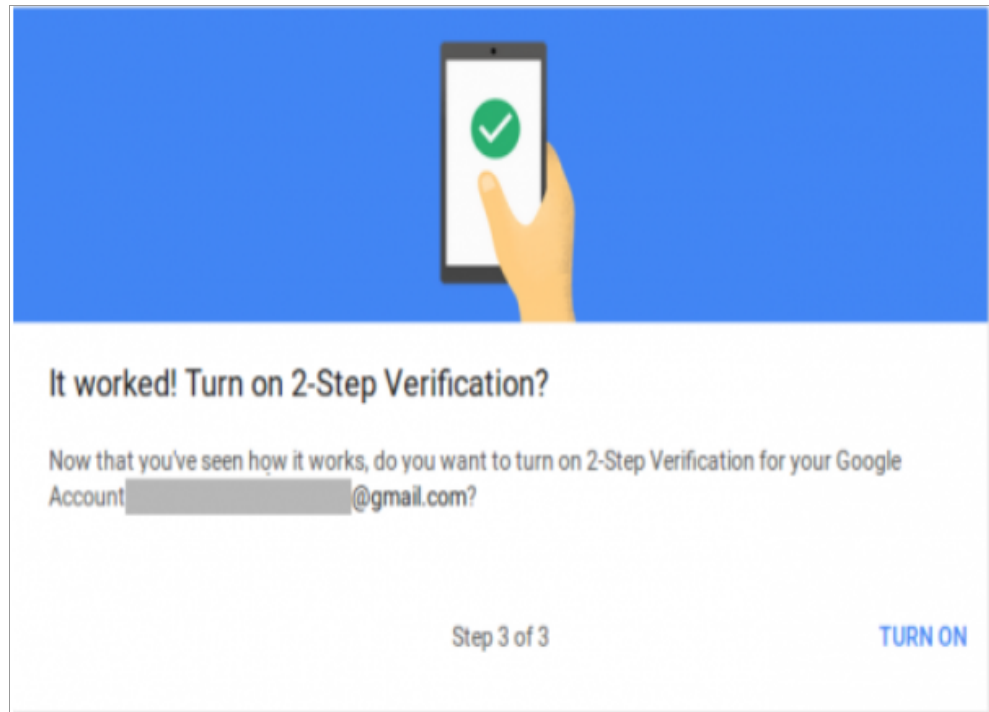 It worked! Turn on 2-Step Verification?
Now that you've seen how it works, do you want to turn on 2-Step Verification for your Google
Account @gmail.com?
Step 3 of 3
TURN ON